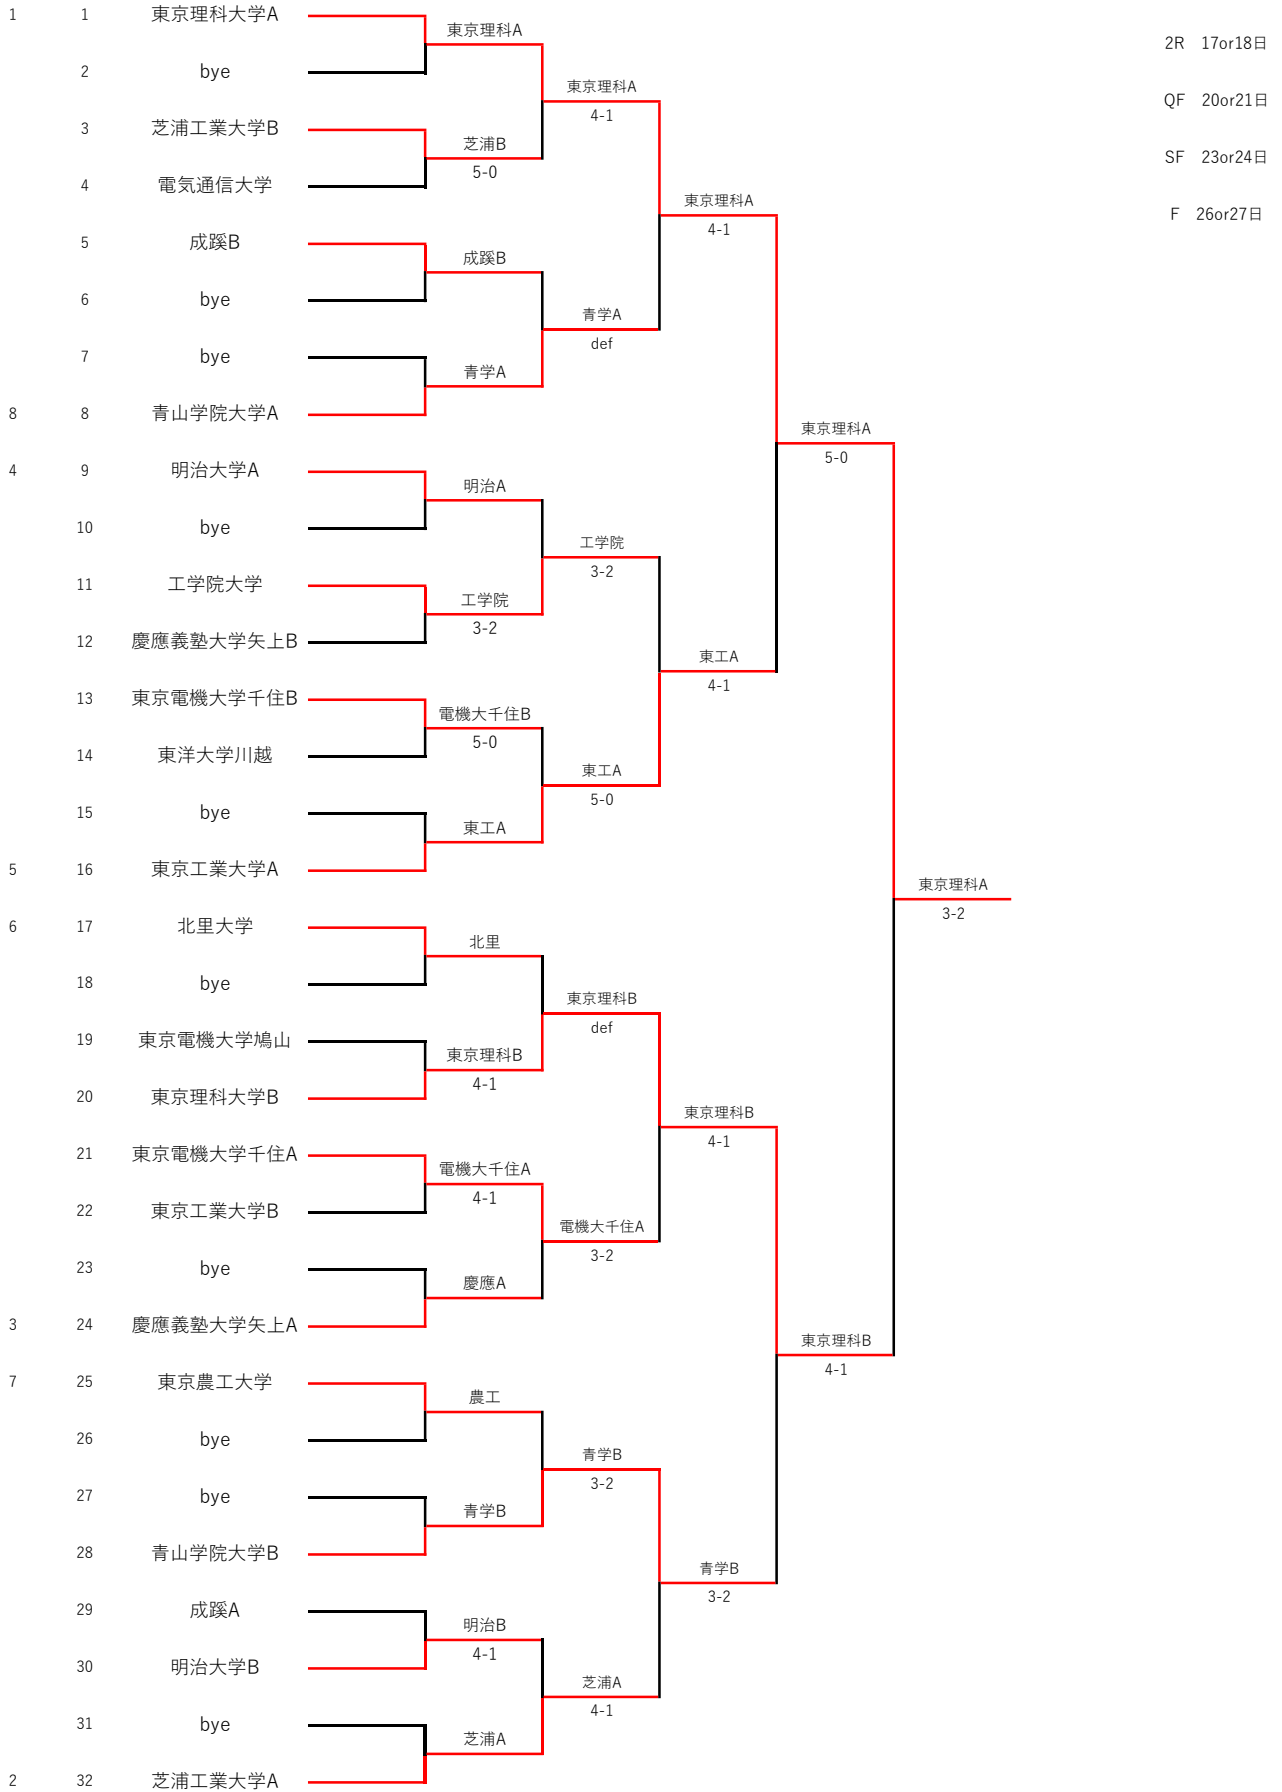 1 1 東京理科大学A
東京理科A
2R 17or18日
2 bye
東京理科A
QF 20or21日
4-1
3 芝浦工業大学B
芝浦B
SF 23or24日
5-0
4 電気通信大学
東京理科A
F 26or27日
4-1
5 成蹊B
成蹊B
6 bye
青学A
def
7 bye
青学A
8 8 青山学院大学A
東京理科A
5-0
4 9 明治大学A
明治A
10 bye
工学院
3-2
11 工学院大学
工学院
3-2
12 慶應義塾大学矢上B
東工A
4-1
13 東京電機大学千住B
電機大千住B
5-0
14 東洋大学川越
東工A
5-0
15 bye
東工A
5 16 東京工業大学A
東京理科A
3-2
6 17 北里大学
北里
18 bye
東京理科B
def
19 東京電機大学鳩山
東京理科B
4-1
20 東京理科大学B
東京理科B
4-1
21 東京電機大学千住A
電機大千住A
4-1
22 東京工業大学B
電機大千住A
3-2
23 bye
慶應A
3 24 慶應義塾大学矢上A
東京理科B
4-1
7 25 東京農工大学
農工
26 bye
青学B
3-2
27 bye
青学B
28 青山学院大学B
青学B
3-2
29 成蹊A
明治B
4-1
30 明治大学B
芝浦A
4-1
31 bye
芝浦A
2 32 芝浦工業大学A